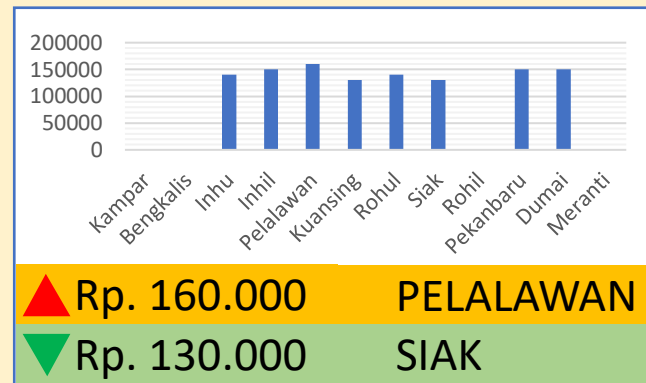 200000
150000
100000
50000
0
Kampar
Bengkalis
Inhu
Inhil
Pelalawan
Kuansing
Rohul
Siak
Rohil
Pekanbaru
Dumai
Meranti
Rp. 160.000 PELALAWAN
Rp. 130.000 SIAK